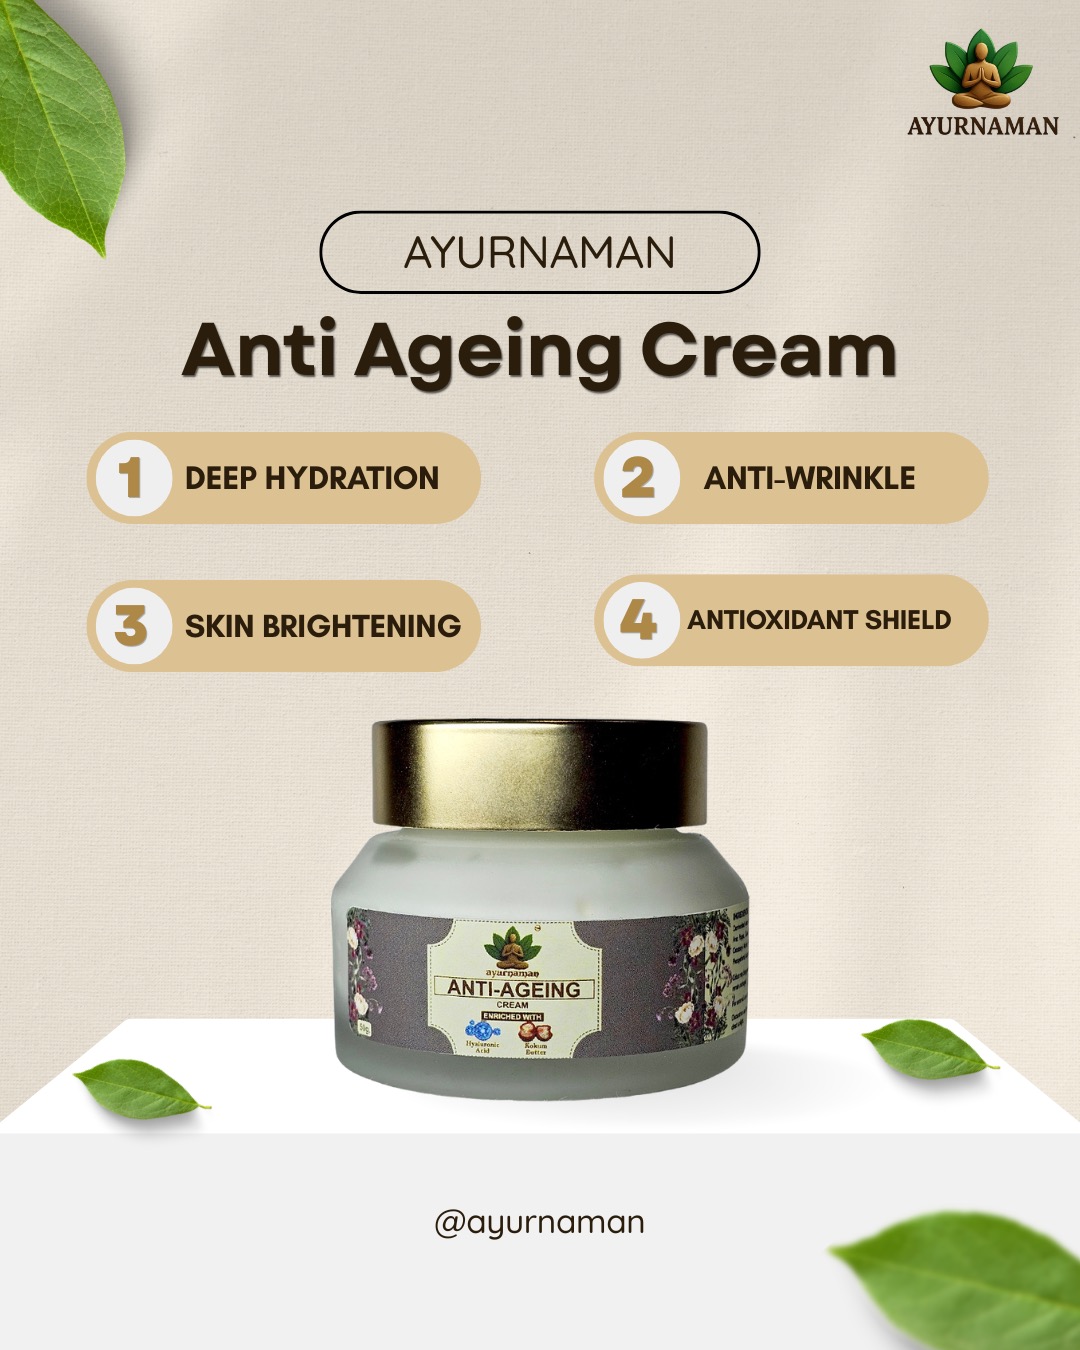 AYURNAMAN
AYURNAMAN
Anti Ageing Cream
1 DEEP HYDRATION
2 ANTI-WRINKLE
3 SKIN BRIGHTENING
4 ANTIOXIDANT SHIELD
ayurnaman
ANTI-AGEING
CREAM
ENRICHED WITH
Hyaluronic
Acid
Kokum
Butter
50g.
@ayurnaman